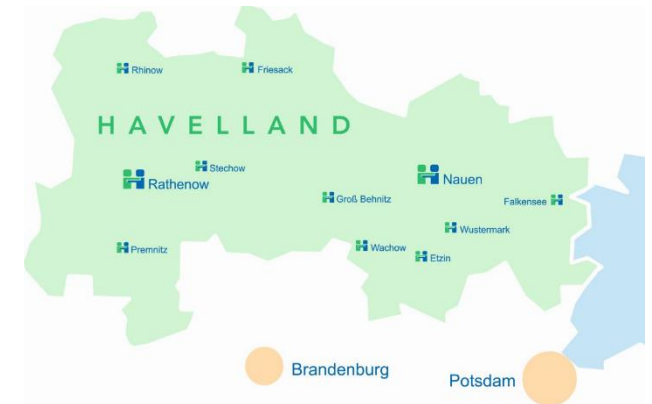 Rhinow
Friesack
HAVELLAND
Stechow
Rathenow
Nauen
Groß Behnitz
Falkensee
Wustermark
Premnitz
Wachow
Etzin
Brandenburg
Potsdam